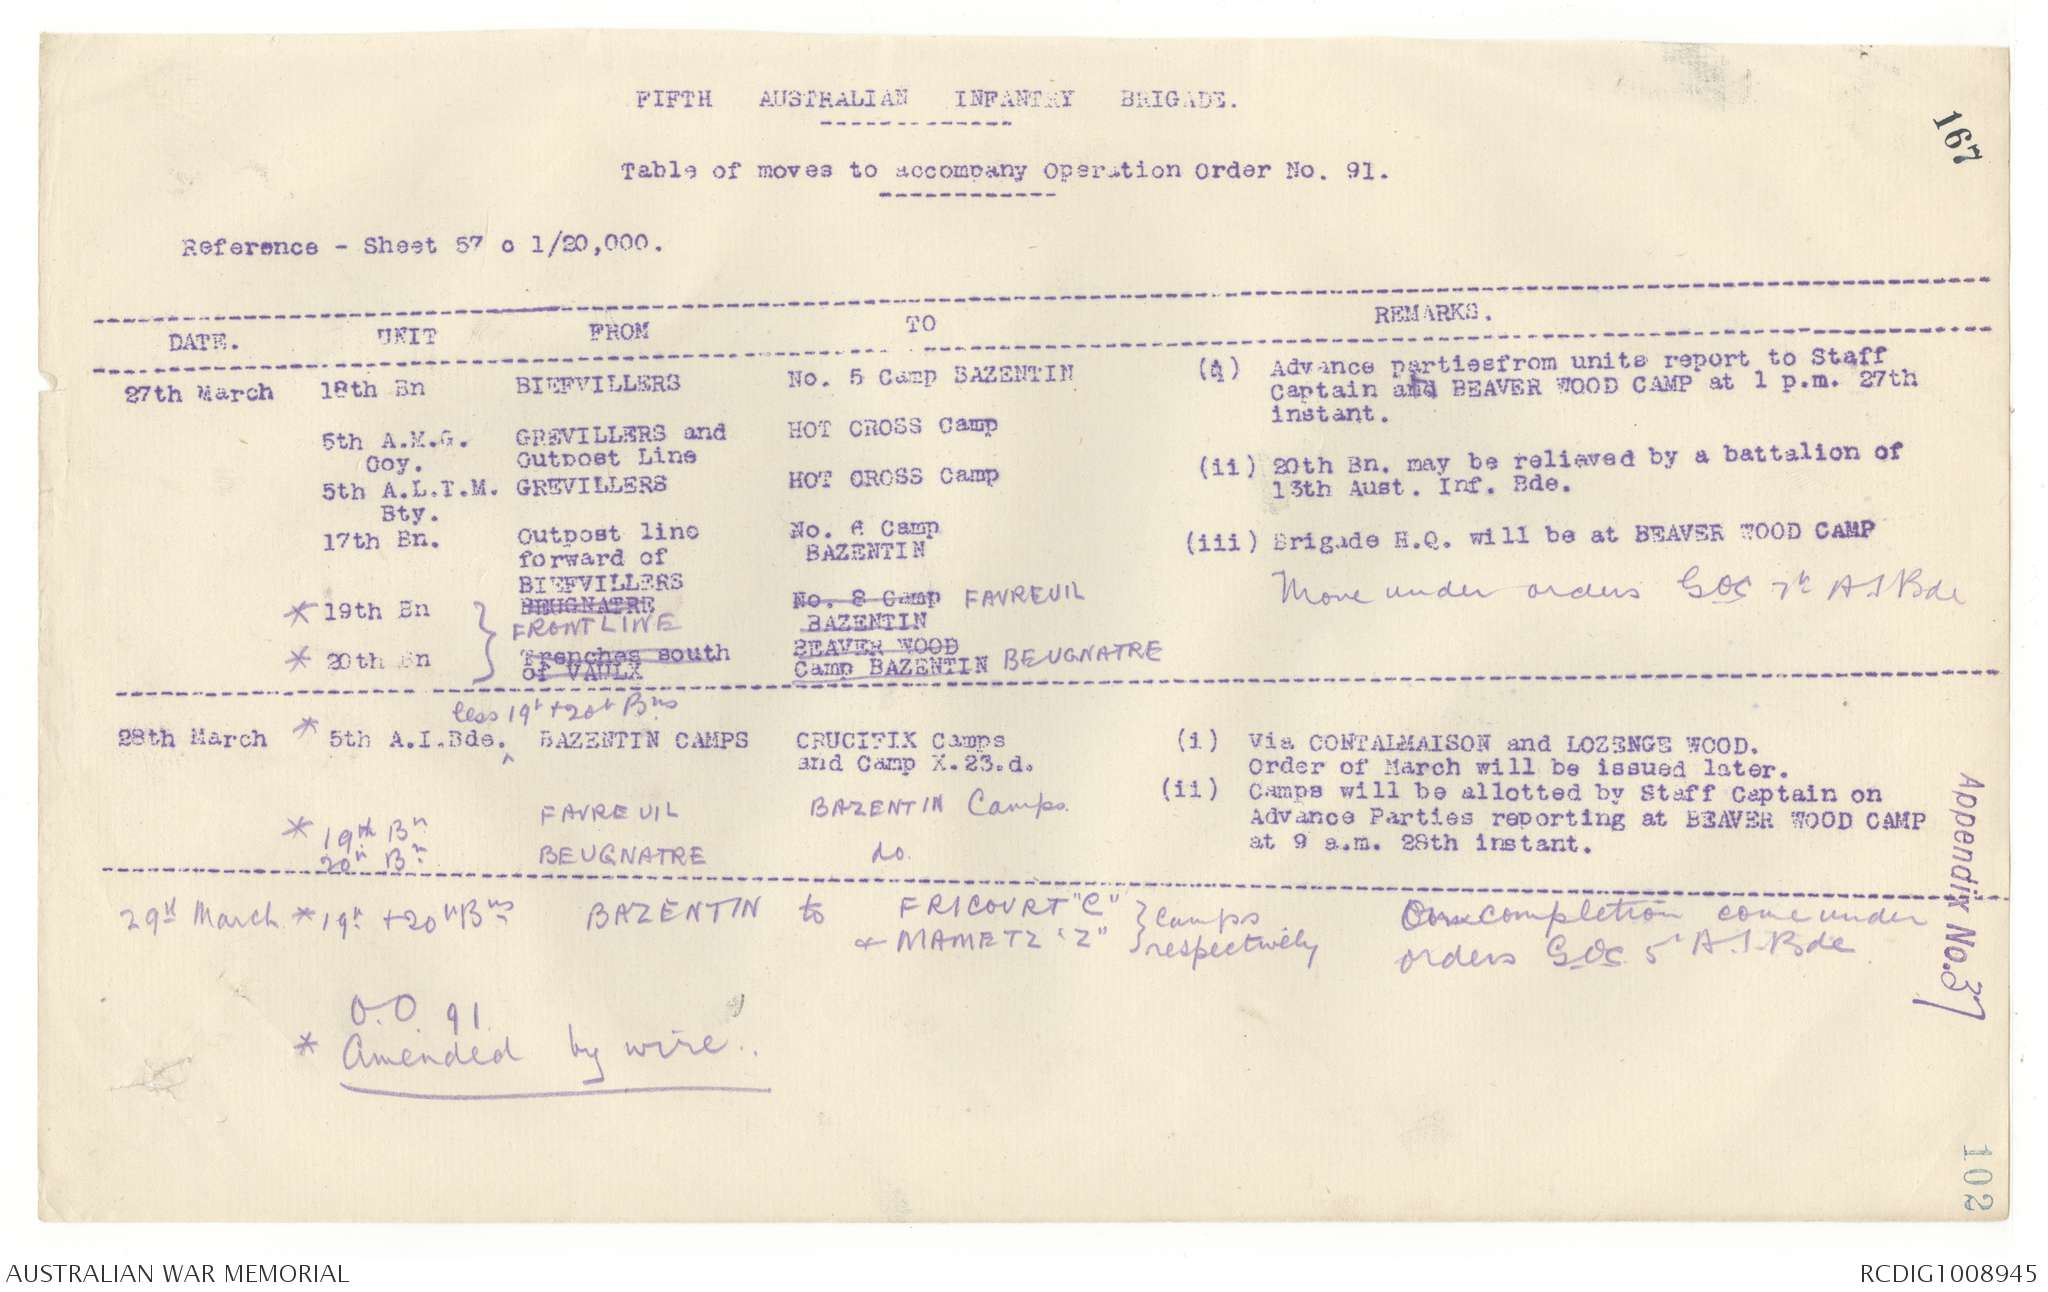 FIFTH AUSTRALIAN INFANTRY BRIGADE.
167
Table of moves to accompany Operation Order No. 91.
Reference - Sheet 57 c 1/20,000.
DATE. UNIT FROM TO REMARKS.
27th March 18th Bn BIEFVILLERS No. 5 Camp BAZENTIN (i) Advance partiesfrom units report to Staff
Captain at BEAVER WOOD CAMP at 1 p.m. 27th
instant.
5th A.M.G. GREVILLERS and HOT CROSS Camp
Coy. Outpost Line
(ii) 20th Bn. may be relieved by a battalion of
13th Aust. Inf. Bde.
5th A.L.T.M. GREVILLERS HOT CROSS Camp
Bty.
17th Bn. Outpost line No. 6 Camp
forward of BAZENTIN
BIEFVILLERS
(iii) Brigade H.Q. will be at BEAVER WOOD CAMP
* 19th Bn BEUGNATRE No. 8 Camp FAVREUIL
FRONT LINE BAZENTIN
Move under orders GOC 7th A I Bde
* 20th Bn Trenches south BEAVER WOOD
of VAULX Camp BAZENTIN BEUGNATRE
less 19th + 20th Bns
28th March * 5th A.I.Bde. BAZENTIN CAMPS CRUCIFIX Camps
and Camp X.23.d.
(i) Via CONTALMAISON and LOZENGE WOOD.
Order of March will be issued later.
(ii) Camps will be allotted by Staff Captain on
Advance Parties reporting at BEAVER WOOD CAMP
at 9 a.m. 28th instant.
* 19th Bn FAVREUIL BAZENTIN Camps.
20th Bn BEUGNATRE do.
29th March * 19th + 20th Bns BAZENTIN to FRICOURT "C"
+ MAMETZ "Z" } Camps
respectively
On completion come under
orders GOC 5th A.I.Bde
O.O. 91
* Amended by wire.
Appendix No. 37
102
AUSTRALIAN WAR MEMORIAL
RCDIG1008945